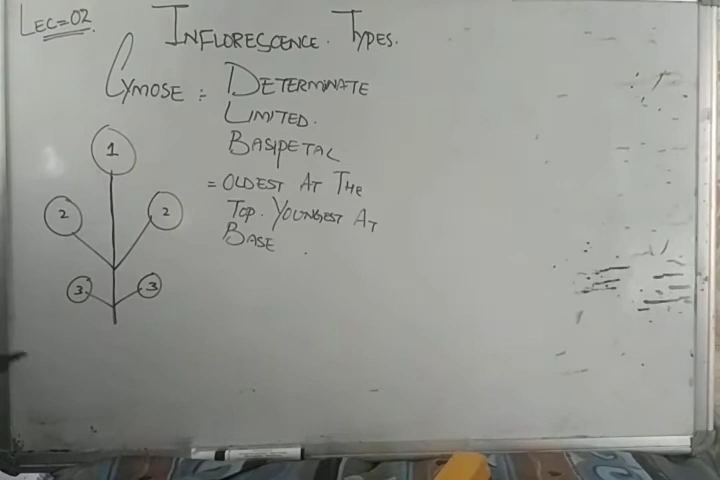 LEC=02.
INFLORESCENCE. TYPES.
CYMOSE : DETERMINATE
LIMITED.
BASIPETAL
= OLDEST AT THE
TOP. YOUNGEST AT
BASE
1
2 2
3 3